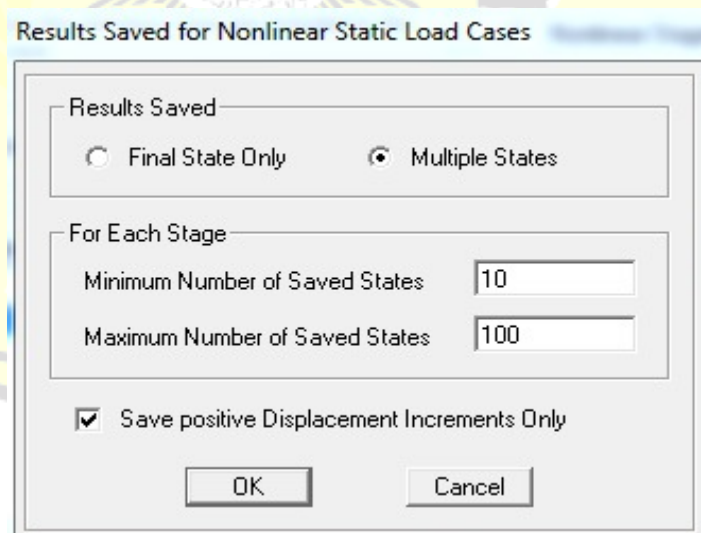 Results Saved for Nonlinear Static Load Cases
Results Saved
Final State Only Multiple States
For Each Stage
Minimum Number of Saved States 10
Maximum Number of Saved States 100
Save positive Displacement Increments Only
OK Cancel